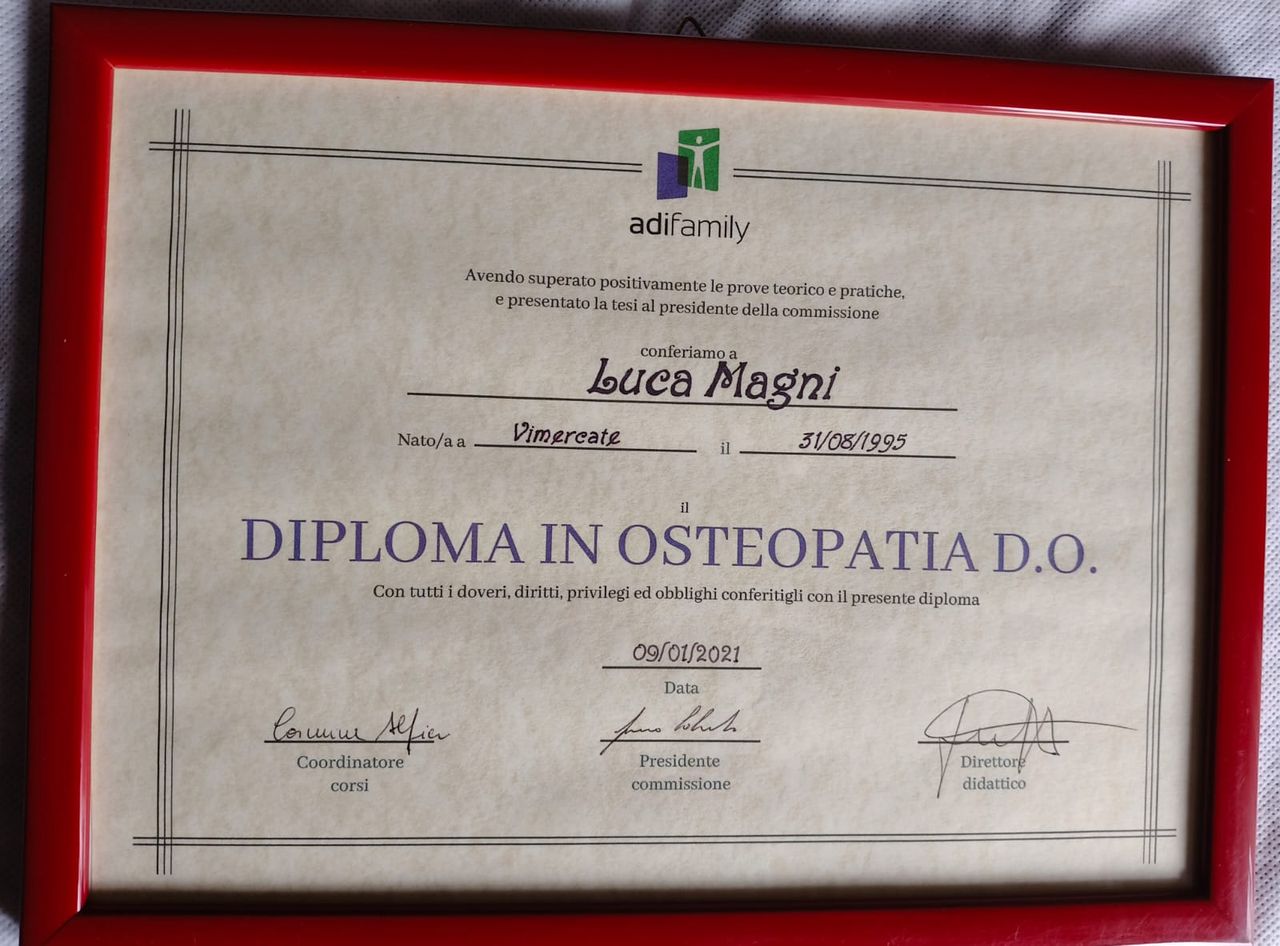 adifamily
Avendo superato positivamente le prove teorico e pratiche,
e presentato la tesi al presidente della commissione
conferiamo a
Luca Magni
Nato/a a Vimercate il 31/08/1995
il
DIPLOMA IN OSTEOPATIA D.O.
Con tutti i doveri, diritti, privilegi ed obblighi conferitigli con il presente diploma
09/01/2021
Data
Coordinatore
corsi
Presidente
commissione
Direttore
didattico